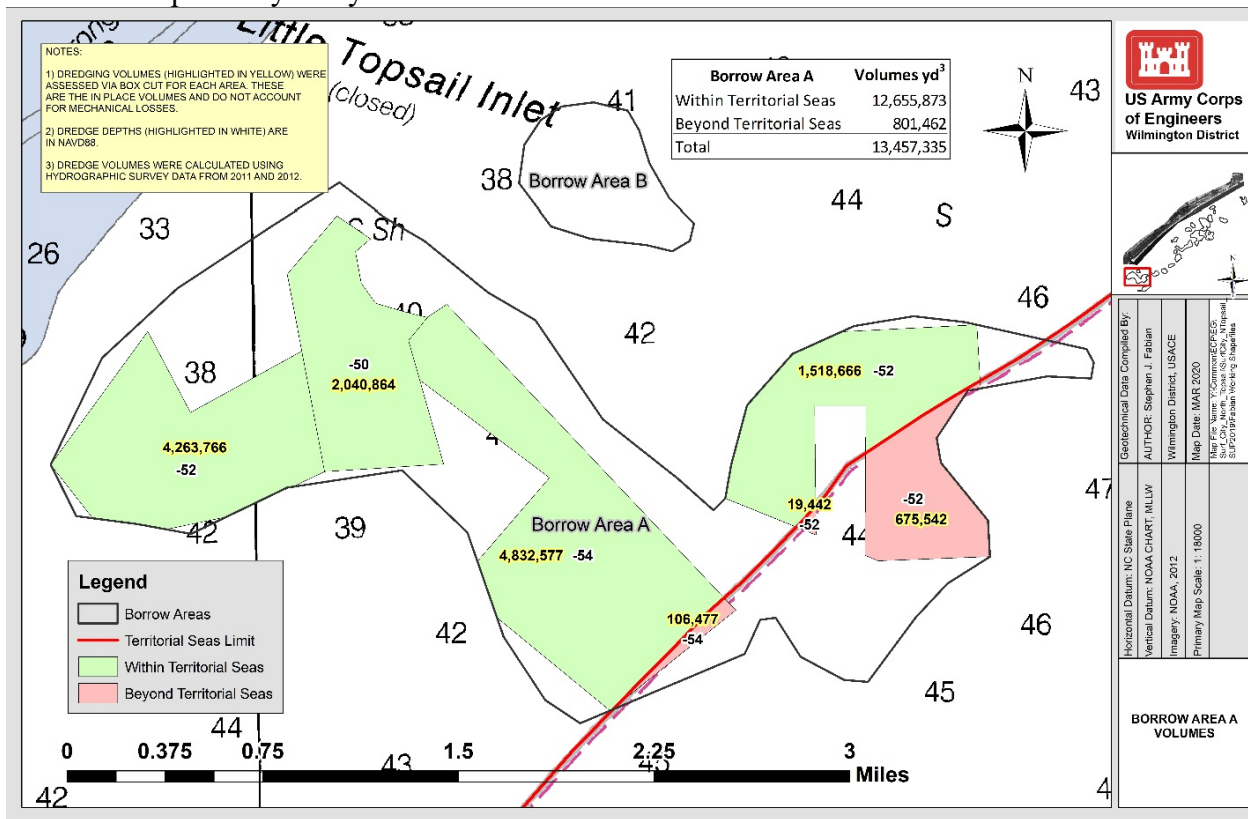 NOTES:
1) DREDGING VOLUMES (HIGHLIGHTED IN YELLOW) WERE
ASSESSED VIA BOX CUT FOR EACH AREA. THESE
ARE THE IN PLACE VOLUMES AND DO NOT ACCOUNT
FOR MECHANICAL LOSSES.
2) DREDGE DEPTHS (HIGHLIGHTED IN WHITE) ARE
IN NAVD88.
3) DREDGE VOLUMES WERE CALCULATED USING
HYDROGRAPHIC SURVEY DATA FROM 2011 AND 2012.
Little Topsail Inlet
(closed)
Borrow Area A Volumes yd³
Within Territorial Seas 12,655,873
Beyond Territorial Seas 801,462
Total 13,457,335
N
43
41
38
Borrow Area B
44
S
33
S Sh
26
46
40
42
38
-50
2,040,864
1,518,666 -52
4,263,766
-52
47
19,442
-52
-52
675,542
44
42
39
Borrow Area A
4,832,577 -54
106,477
-54
42
46
45
44
43
45
42
Legend
Borrow Areas
Territorial Seas Limit
Within Territorial Seas
Beyond Territorial Seas
0 0.375 0.75 1.5 2.25 3
Miles
US Army Corps
of Engineers
Wilmington District
N
Geotechnical Data Compiled By:
AUTHOR: Stephen J. Fabian
Wilmington District, USACE
Map Date: MAR 2020
Horizontal Datum: NC State Plane
Vertical Datum: NOAA CHART, MLLW
Imagery: NOAA, 2012
Primary Map Scale: 1: 18000
BORROW AREA A
VOLUMES